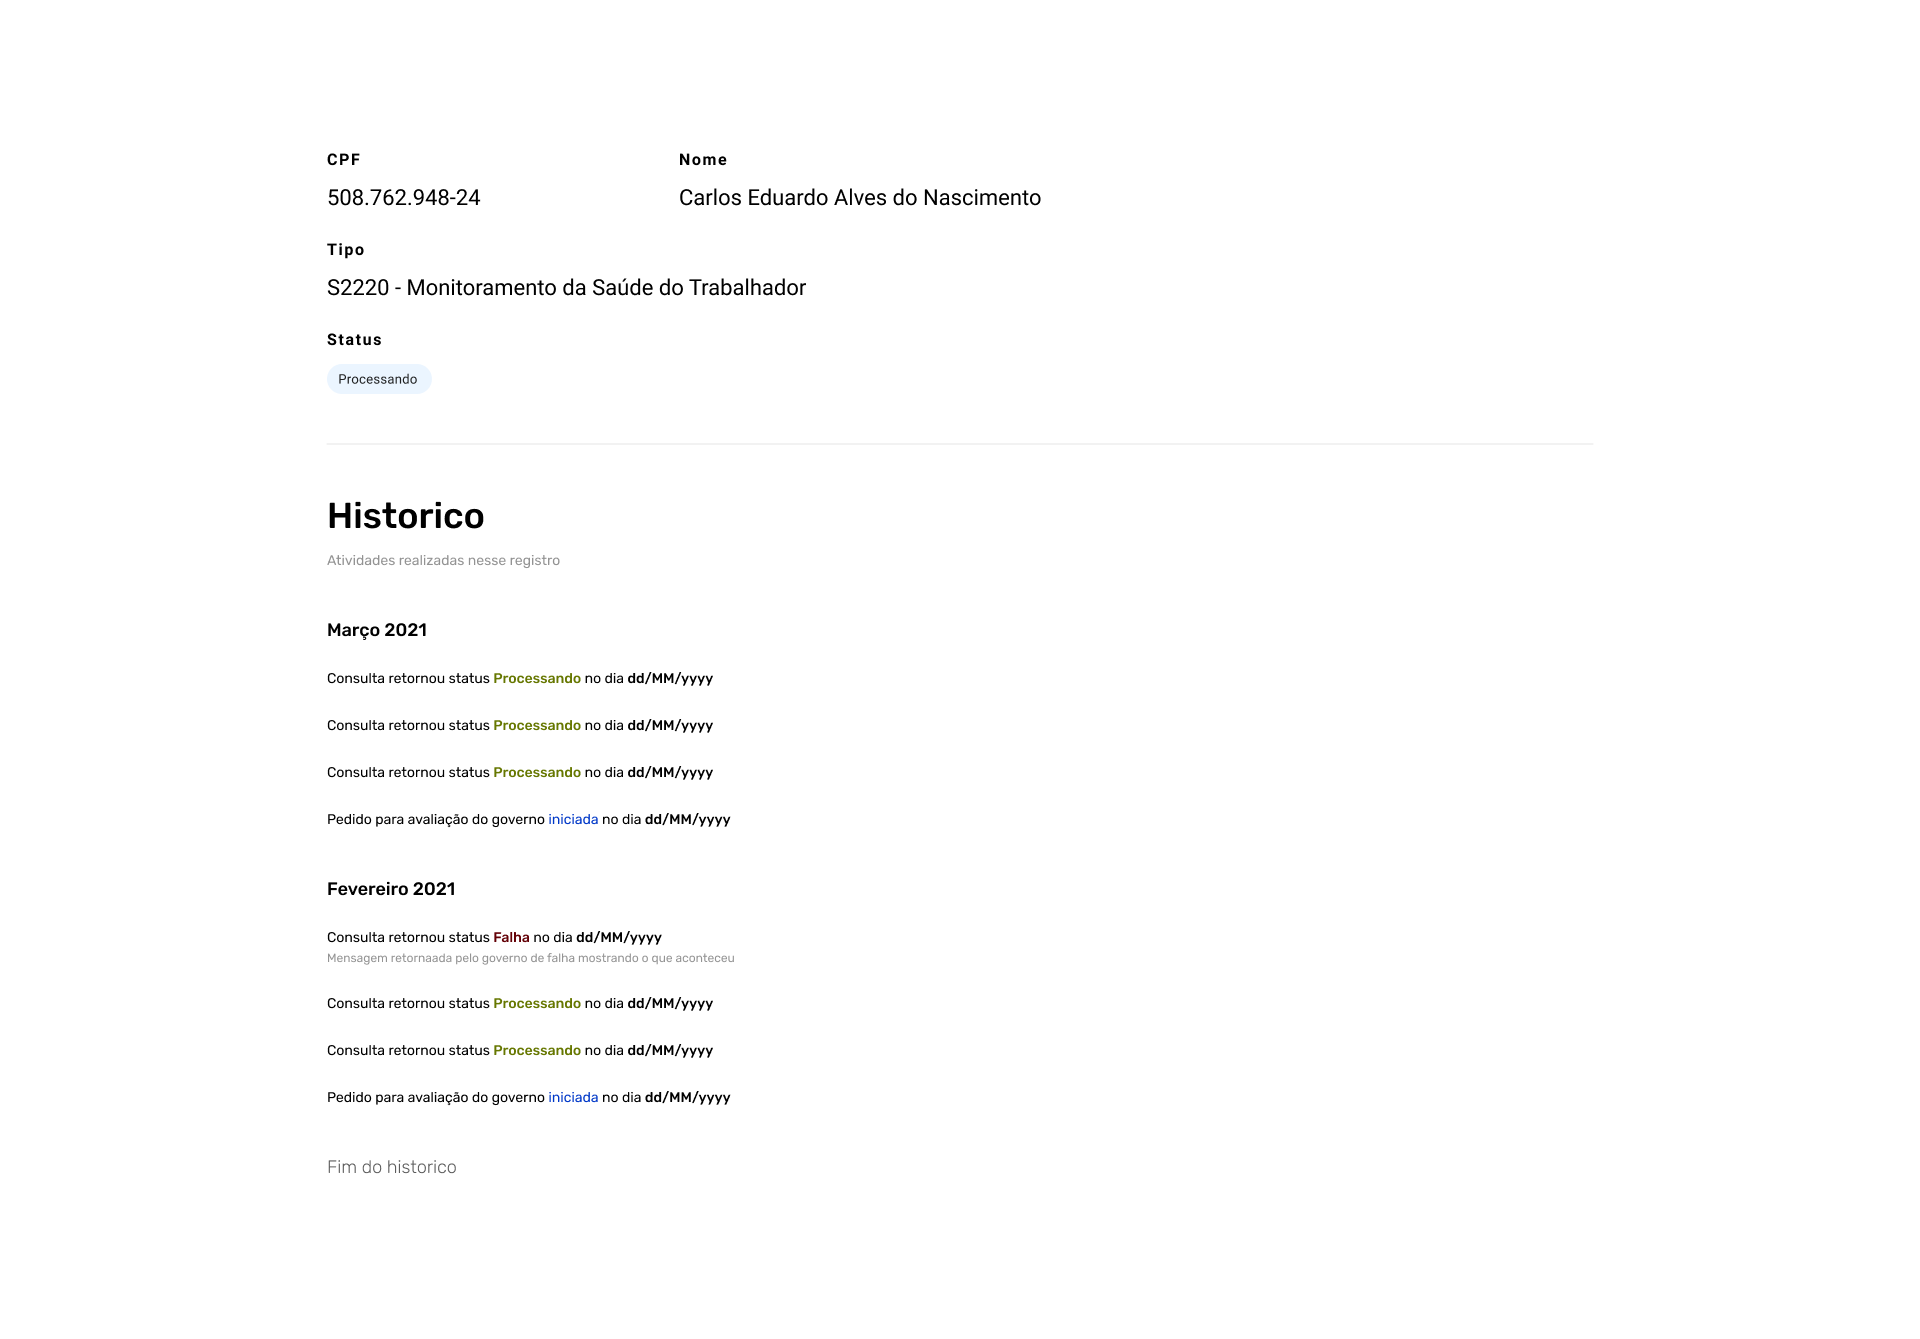 CPF
Nome
508.762.948-24
Carlos Eduardo Alves do Nascimento
Tipo
S2220 - Monitoramento da Saúde do Trabalhador
Status
Processando
Historico
Atividades realizadas nesse registro
Março 2021
Consulta retornou status Processando no dia dd/MM/yyyy
Consulta retornou status Processando no dia dd/MM/yyyy
Consulta retornou status Processando no dia dd/MM/yyyy
Pedido para avaliação do governo iniciada no dia dd/MM/yyyy
Fevereiro 2021
Consulta retornou status Falha no dia dd/MM/yyyy
Mensagem retornaada pelo governo de falha mostrando o que aconteceu
Consulta retornou status Processando no dia dd/MM/yyyy
Consulta retornou status Processando no dia dd/MM/yyyy
Pedido para avaliação do governo iniciada no dia dd/MM/yyyy
Fim do historico